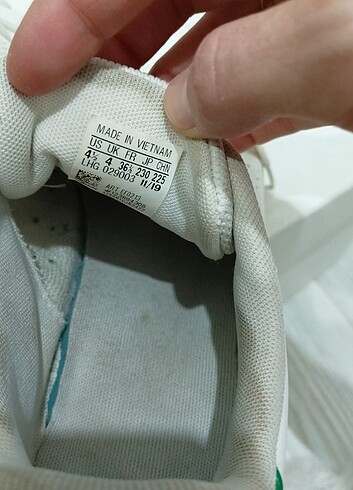 MADE IN VIETNAM
US UK FR JP CHN
4½ 4 36⅔ 230 225
LHG 029003 11/19